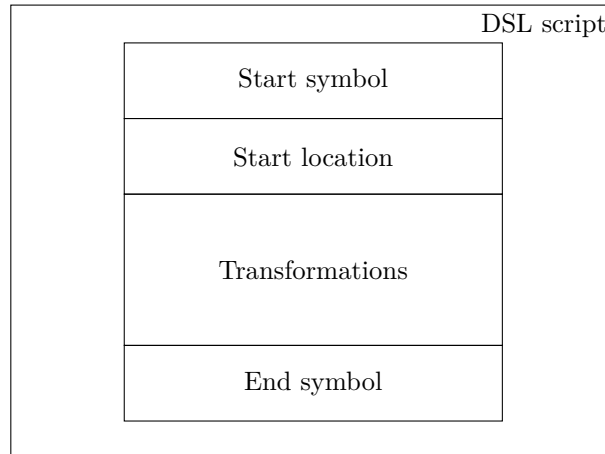 DSL script
Start symbol
Start location
Transformations
End symbol